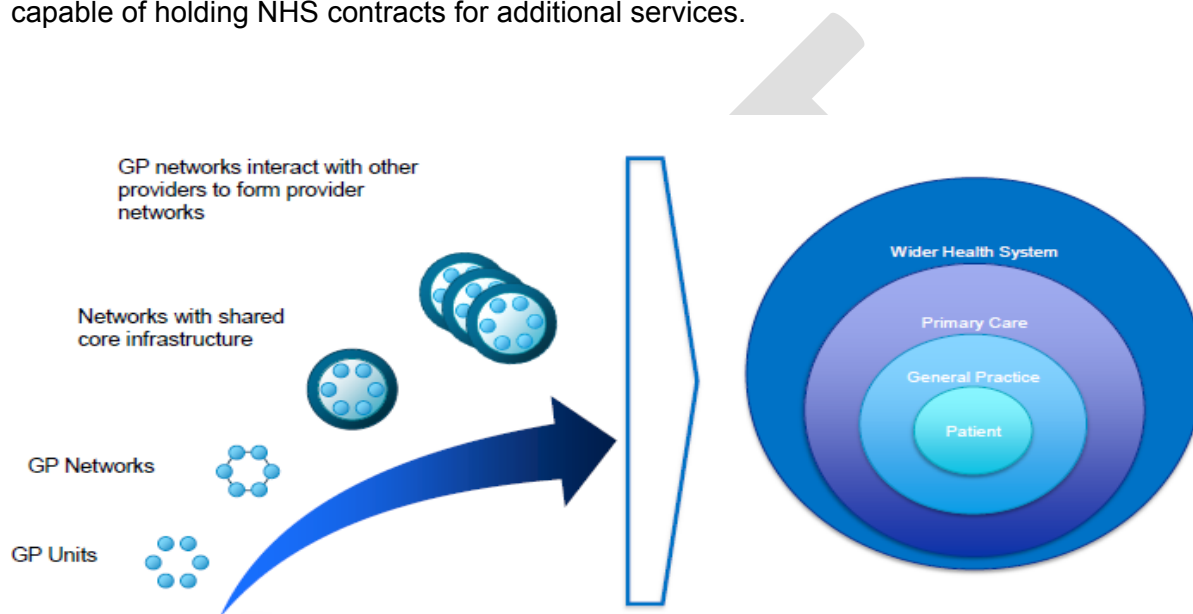 capable of holding NHS contracts for additional services.
GP networks interact with other
providers to form provider
networks
Networks with shared
core infrastructure
GP Networks
GP Units
Wider Health System
Primary Care
General Practice
Patient